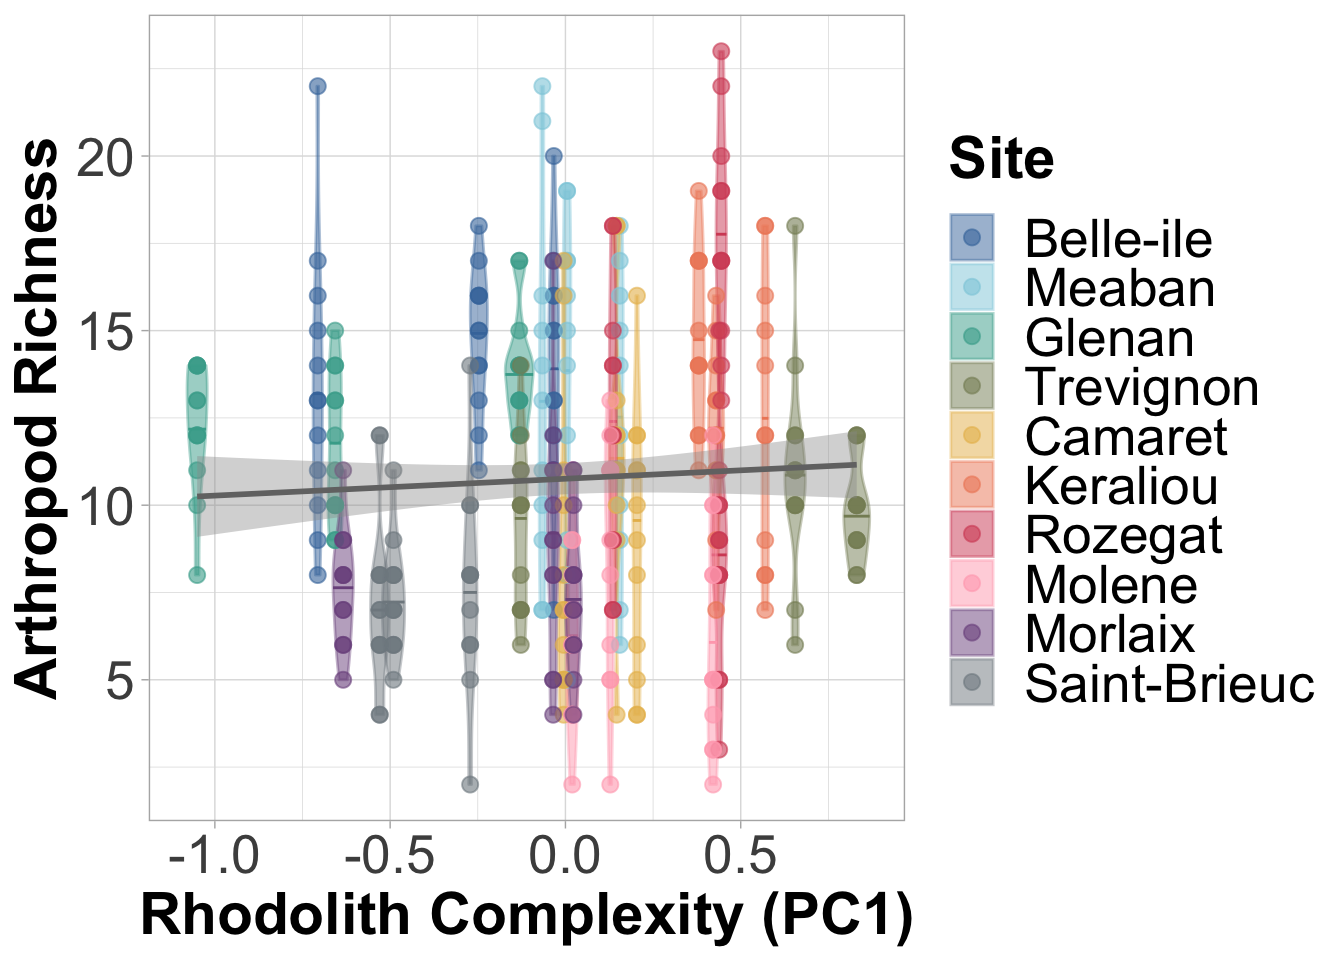 Arthropod Richness
20
15
10
5
-1.0 -0.5 0.0 0.5
Rhodolith Complexity (PC1)
Site
Belle-ile
Meaban
Glenan
Trevignon
Camaret
Keraliou
Rozegat
Molene
Morlaix
Saint-Brieuc